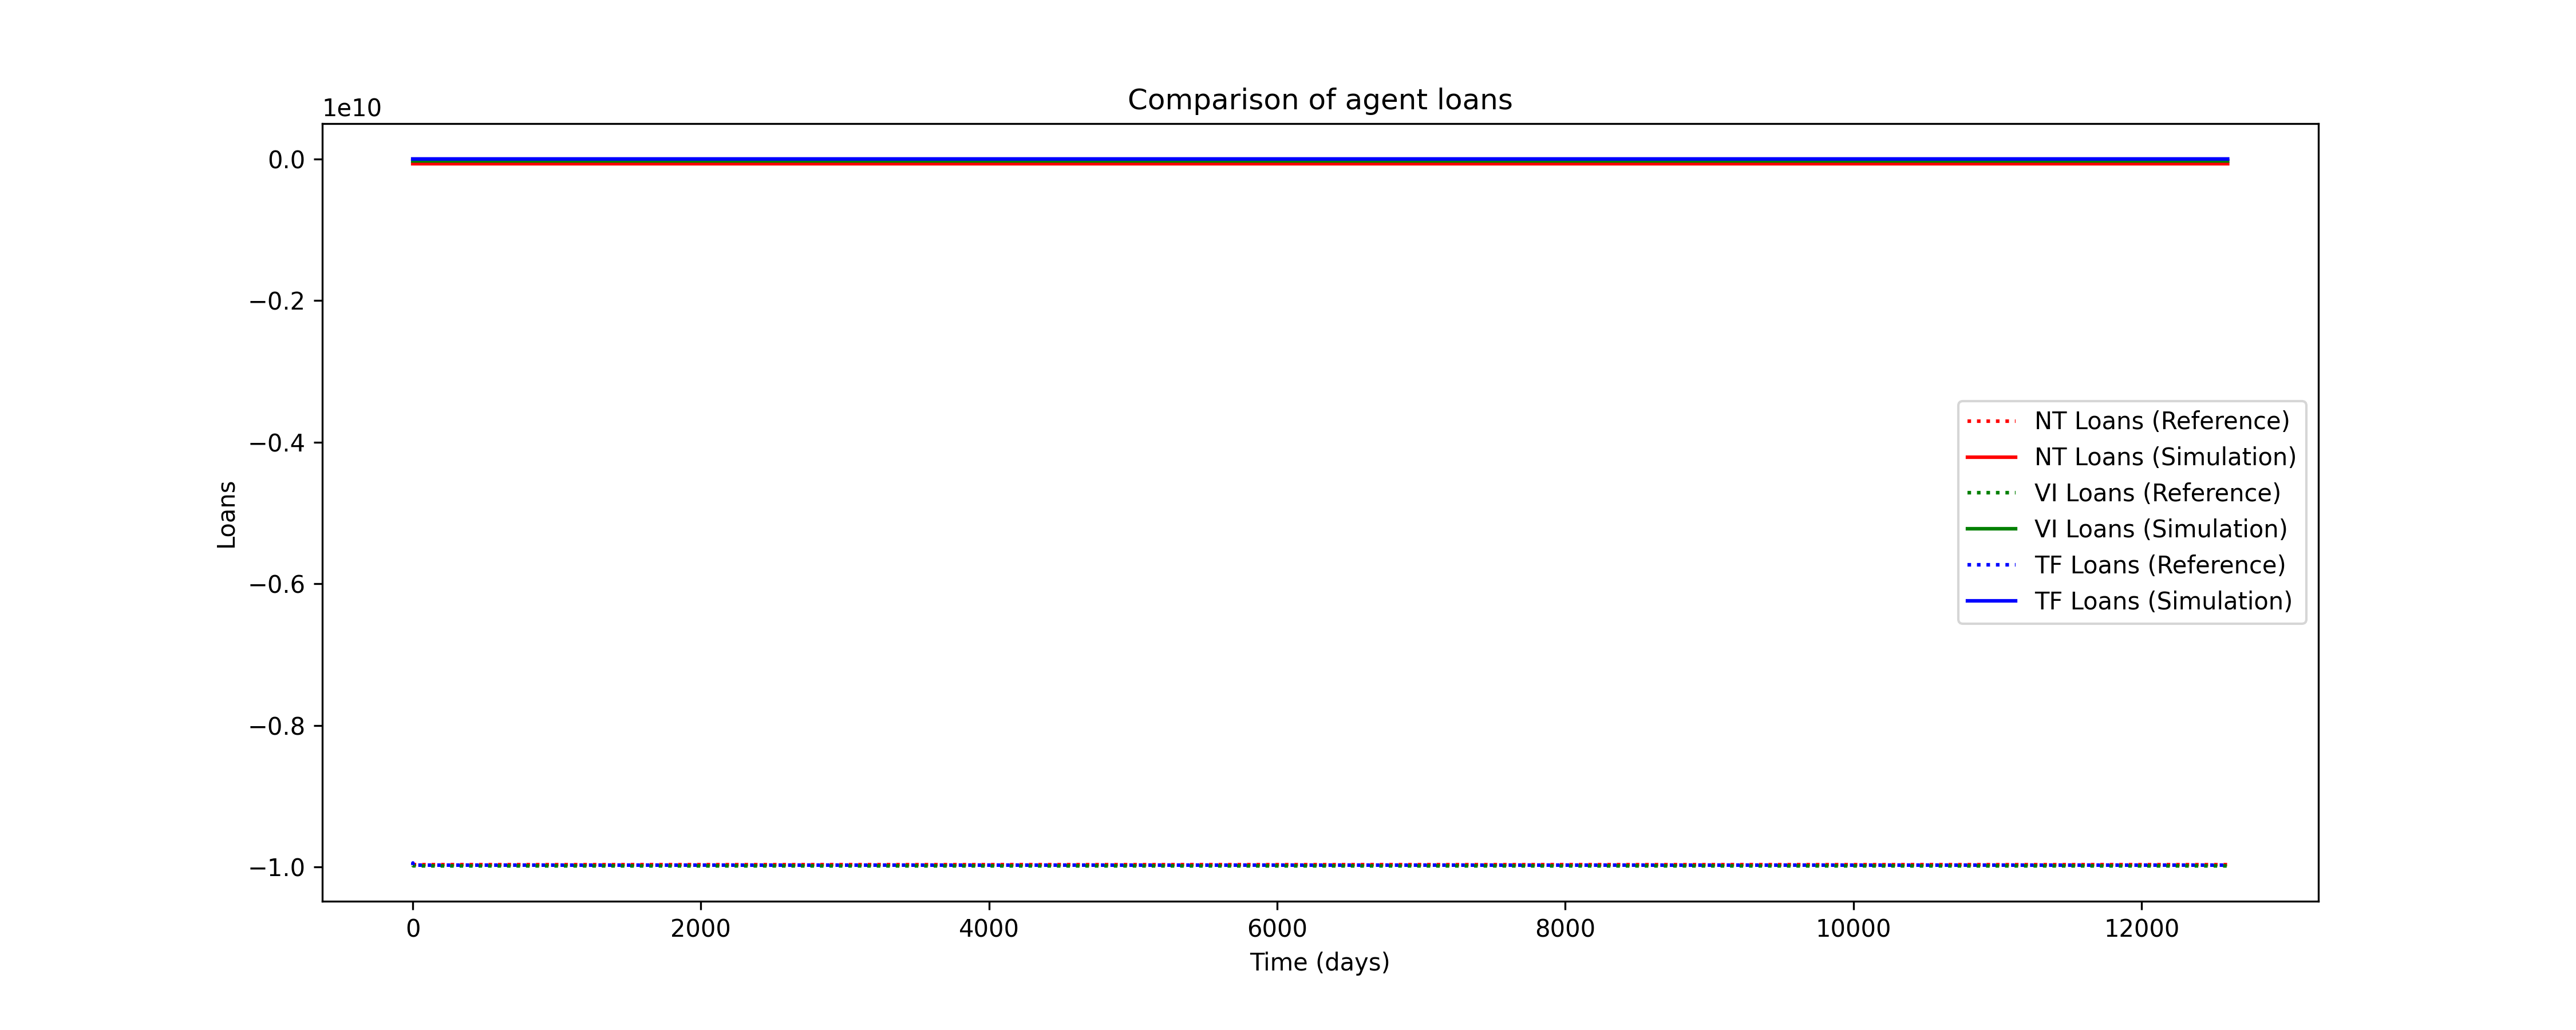 Comparison of agent loans
1e10
0.0
−0.2
−0.4
−0.6
−0.8
−1.0
Loans
NT Loans (Reference)
NT Loans (Simulation)
VI Loans (Reference)
VI Loans (Simulation)
TF Loans (Reference)
TF Loans (Simulation)
0 2000 4000 6000 8000 10000 12000
Time (days)